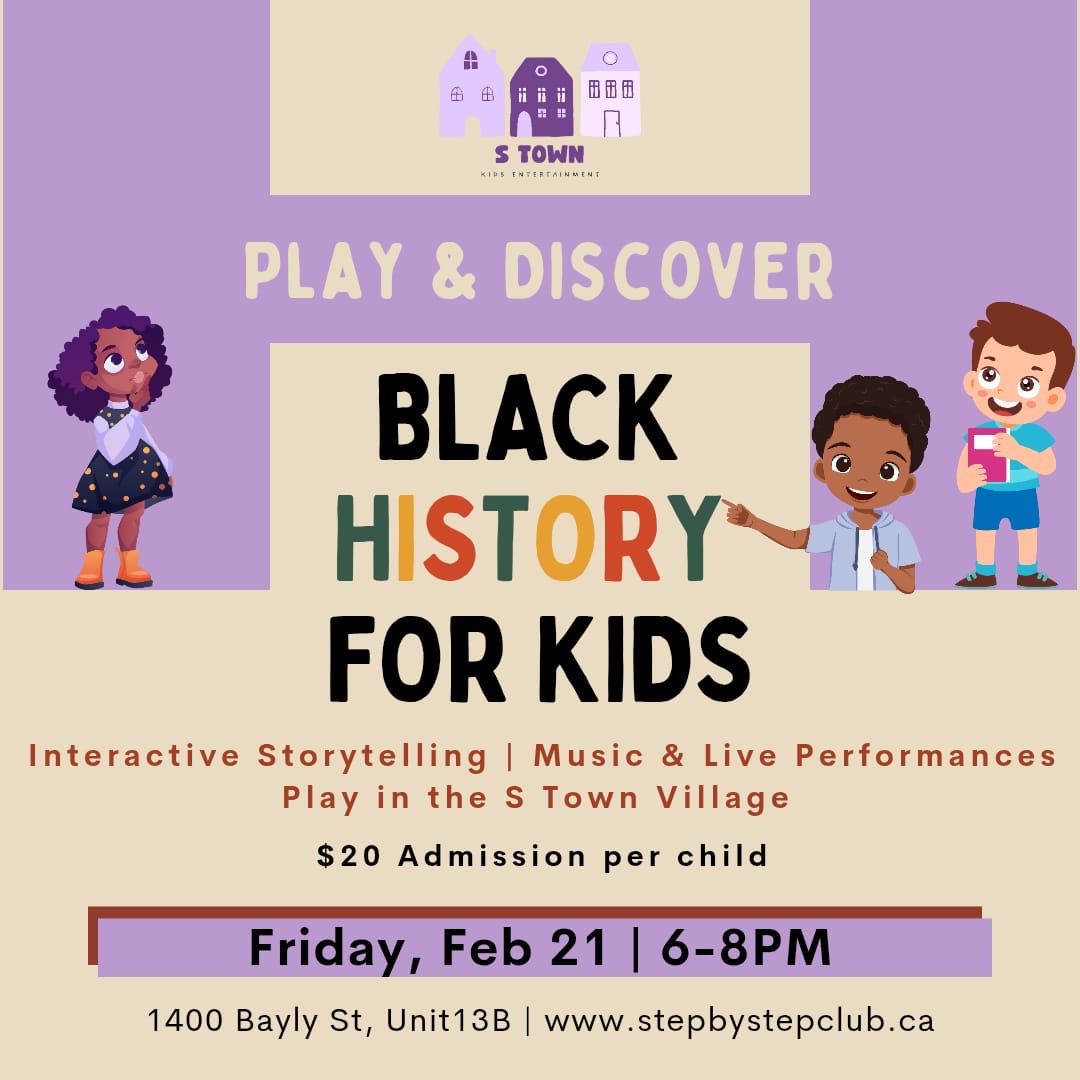 S TOWN
KIDS ENTERTAINMENT
PLAY & DISCOVER
BLACK
HISTORY
FOR KIDS
Interactive Storytelling | Music & Live Performances
Play in the S Town Village
$20 Admission per child
Friday, Feb 21 | 6-8PM
1400 Bayly St, Unit13B | www.stepbystepclub.ca